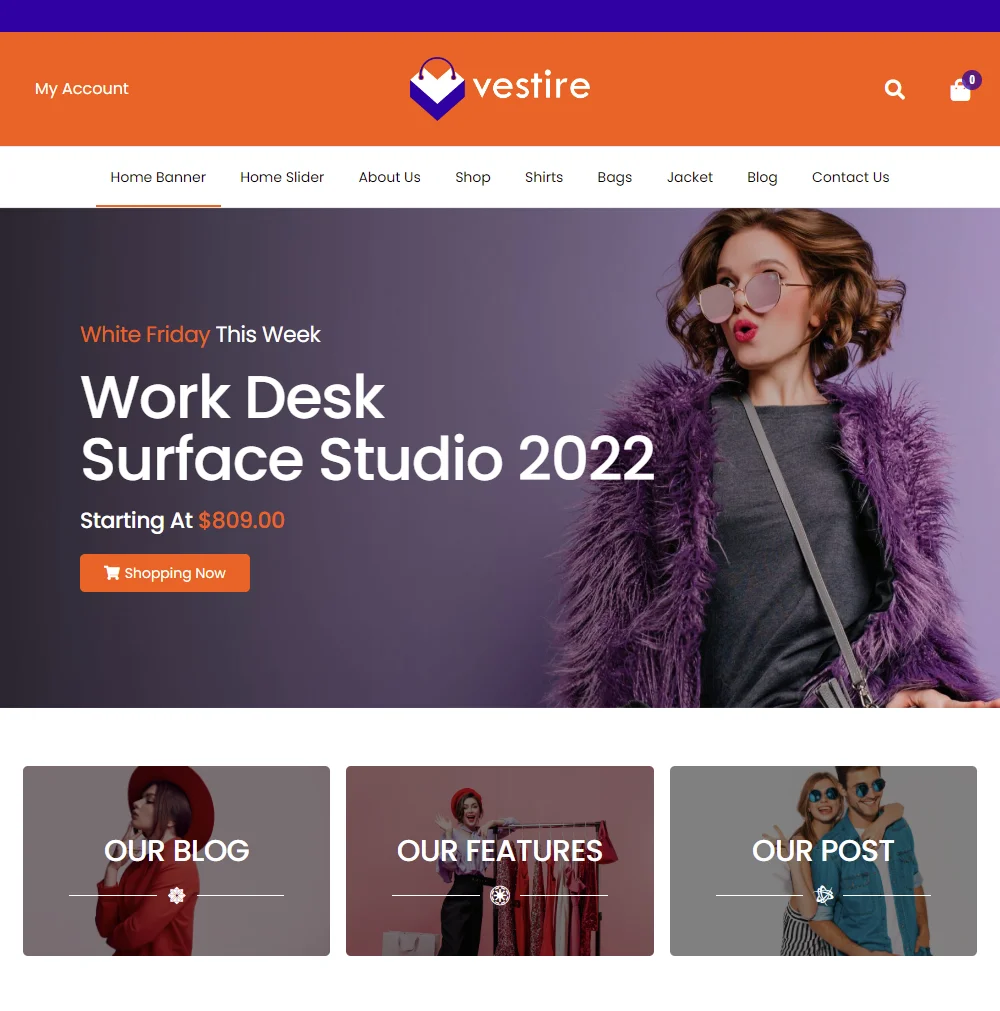 My Account
vestire
0
Home Banner Home Slider About Us Shop Shirts Bags Jacket Blog Contact Us
White Friday This Week
Work Desk
Surface Studio 2022
Starting At $809.00
Shopping Now
OUR BLOG
OUR FEATURES
OUR POST